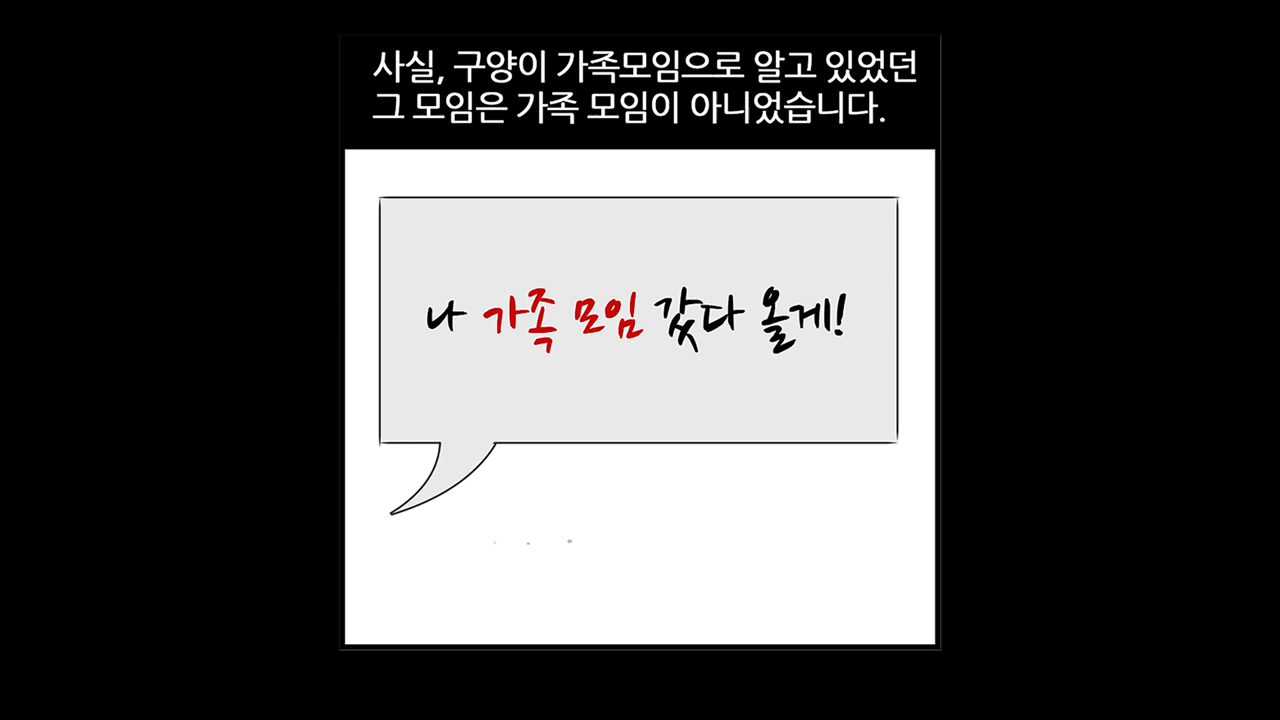 사실, 구양이 가족모임으로 알고 있었던
그 모임은 가족 모임이 아니었습니다.
나 가족 모임 갔다 올게!